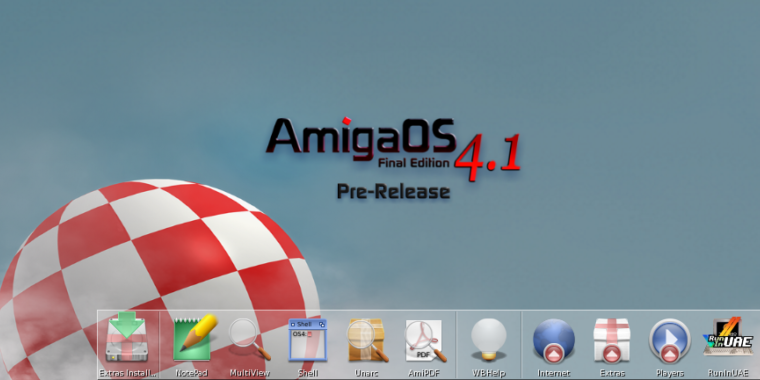 AmigaOS
Final Edition 4.1
Pre-Release
Shell
OS4
PDF
Run
in UAE
Extras Install...
NotePad
MultiView
Shell
Unarc
AmiPDF
WBHelp
Internet
Extras
Players
RunInUAE